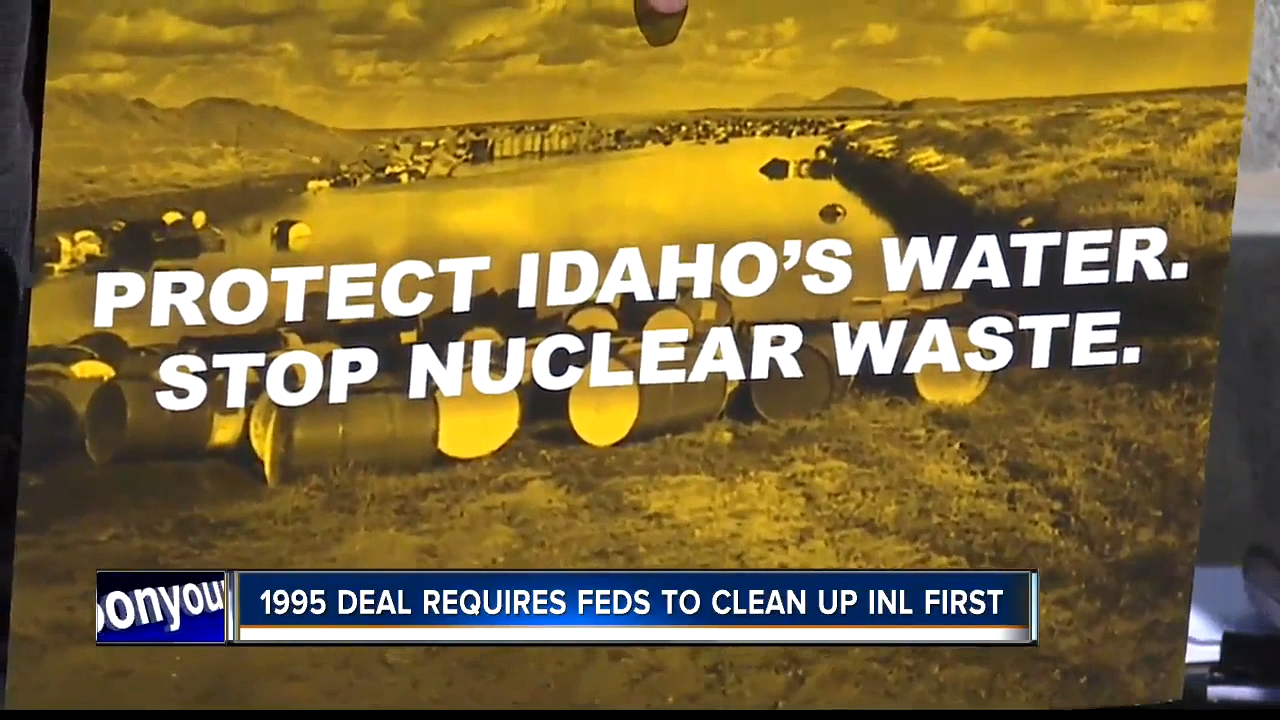 PROTECT IDAHO'S WATER.
STOP NUCLEAR WASTE.
onyour
1995 DEAL REQUIRES FEDS TO CLEAN UP INL FIRST